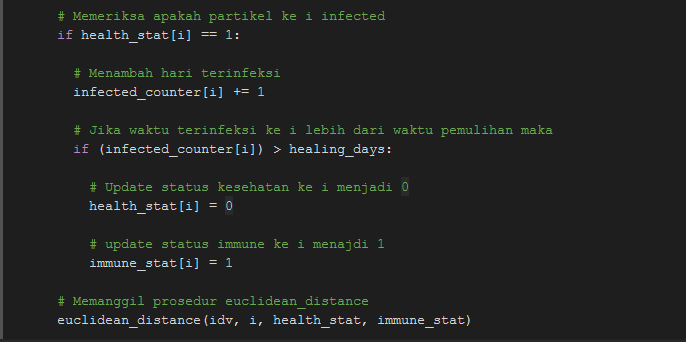 # Memeriksa apakah partikel ke i infected
if health_stat[i] == 1:
# Menambah hari terinfeksi
infected_counter[i] += 1
# Jika waktu terinfeksi ke i lebih dari waktu pemulihan maka
if (infected_counter[i]) > healing_days:
# Update status kesehatan ke i menjadi 0
health_stat[i] = 0
# update status immune ke i menajdi 1
immune_stat[i] = 1
# Memanggil prosedur euclidean_distance
euclidean_distance(idv, i, health_stat, immune_stat)